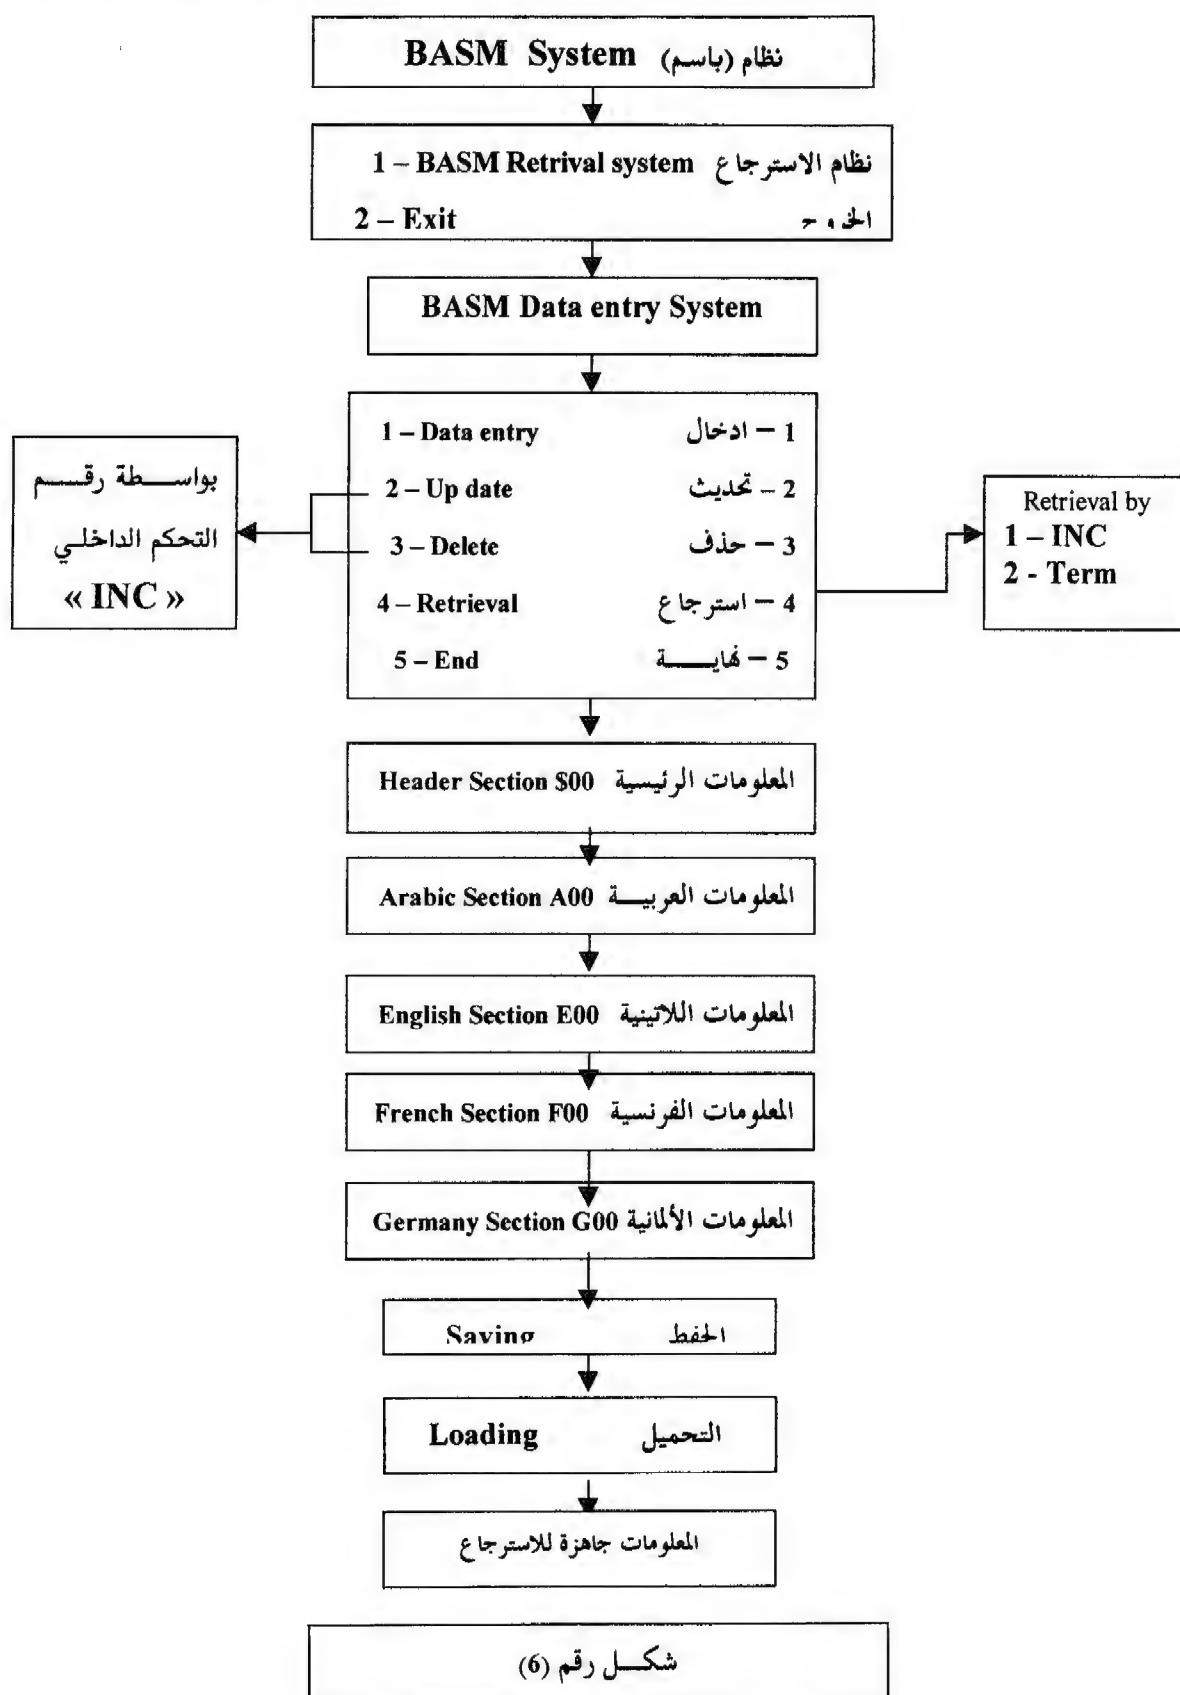 BASM System نظام (باسم)
1 – BASM Retrival system نظام الاسترجاع
2 – Exit
BASM Data entry System
1 – Data entry 1 – ادخال
2 – Up date 2 – تحديث
3 – Delete 3 – حذف
4 – Retrieval 4 – استرجاع
5 – End 5 – نهايـــــة
بواســـطة رقـــم
التحكم الداخلـي
« INC »
Retrieval by
1 – INC
2 - Term
Header Section $00 المعلومات الرئيسية
Arabic Section A00 المعلومات العربيـــة
English Section E00 المعلومات اللاتينية
French Section F00 المعلومات الفرنسية
Germany Section G00 المعلومات الألمانية
Saving الحفظ
Loading التحميل
المعلومات جاهزة للاسترجاع
شكـــل رقم (6)